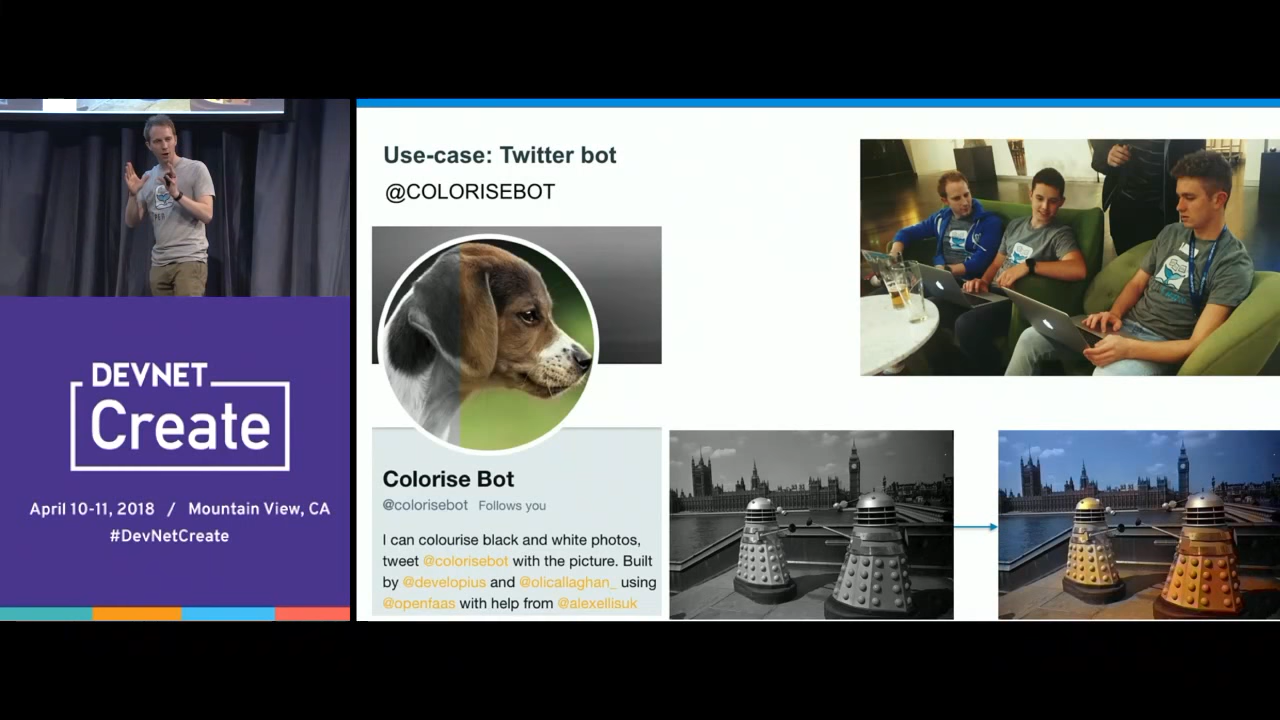 DEVNET
Create
April 10-11, 2018 / Mountain View, CA
#DevNetCreate
Use-case: Twitter bot
@COLORISEBOT
Colorise Bot
@colorisebot Follows you
I can colourise black and white photos,
tweet @colorisebot with the picture. Built
by @developius and @olicallaghan_ using
@openfaas with help from @alexellisuk